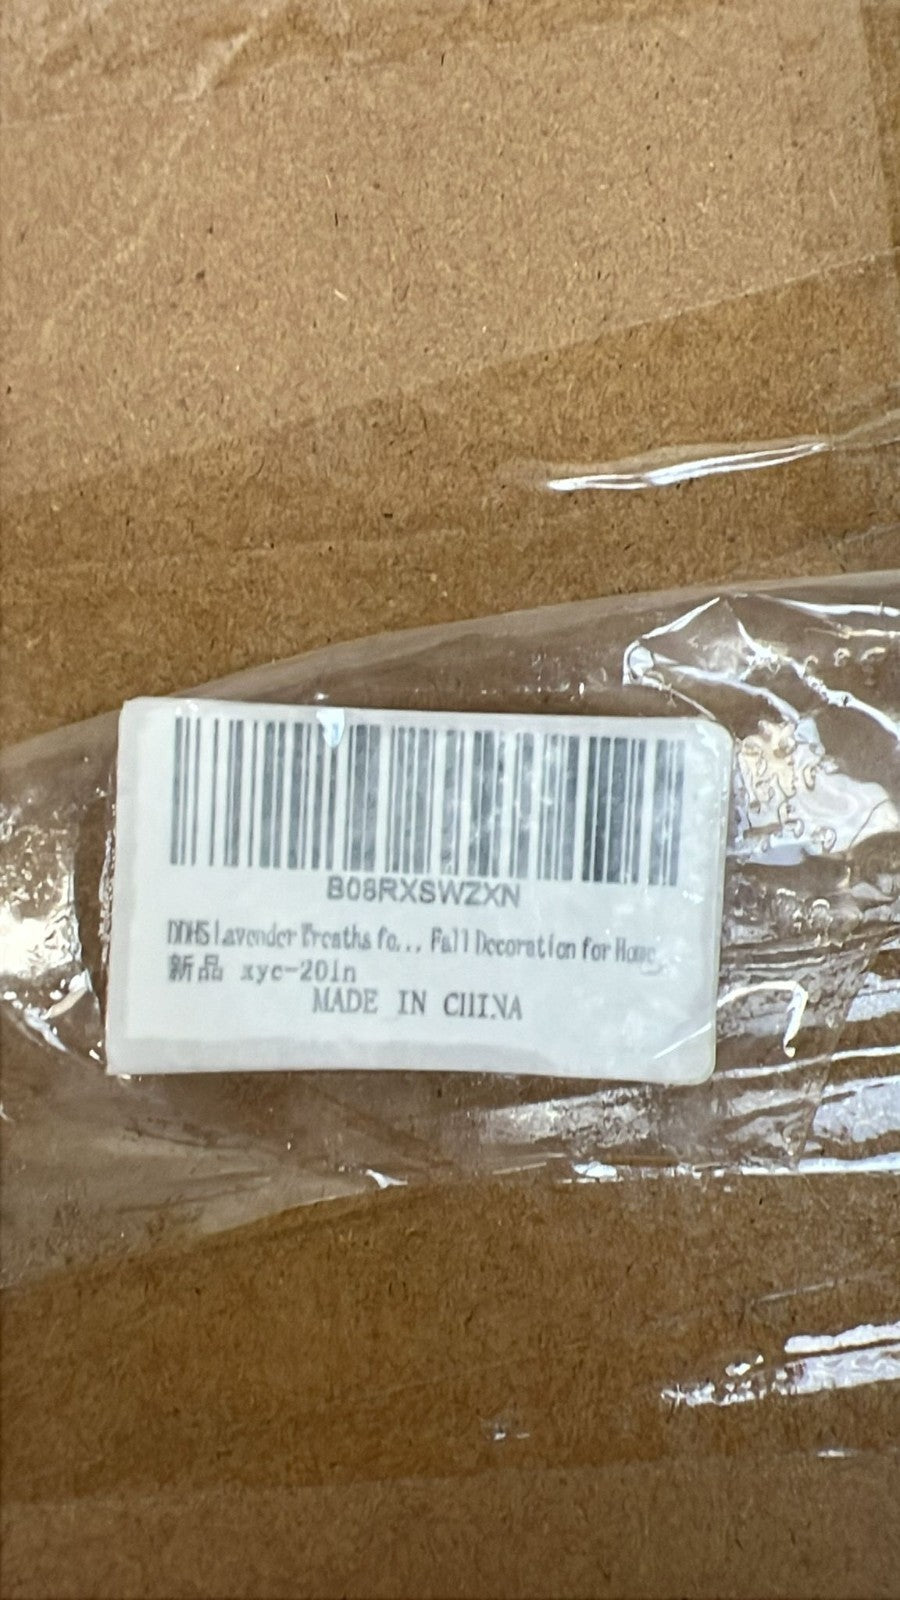 B08RXSWZXN
DDHS lavender Wreaths fo... Fall Decoration for Home
新品 xyc-20in
MADE IN CHINA